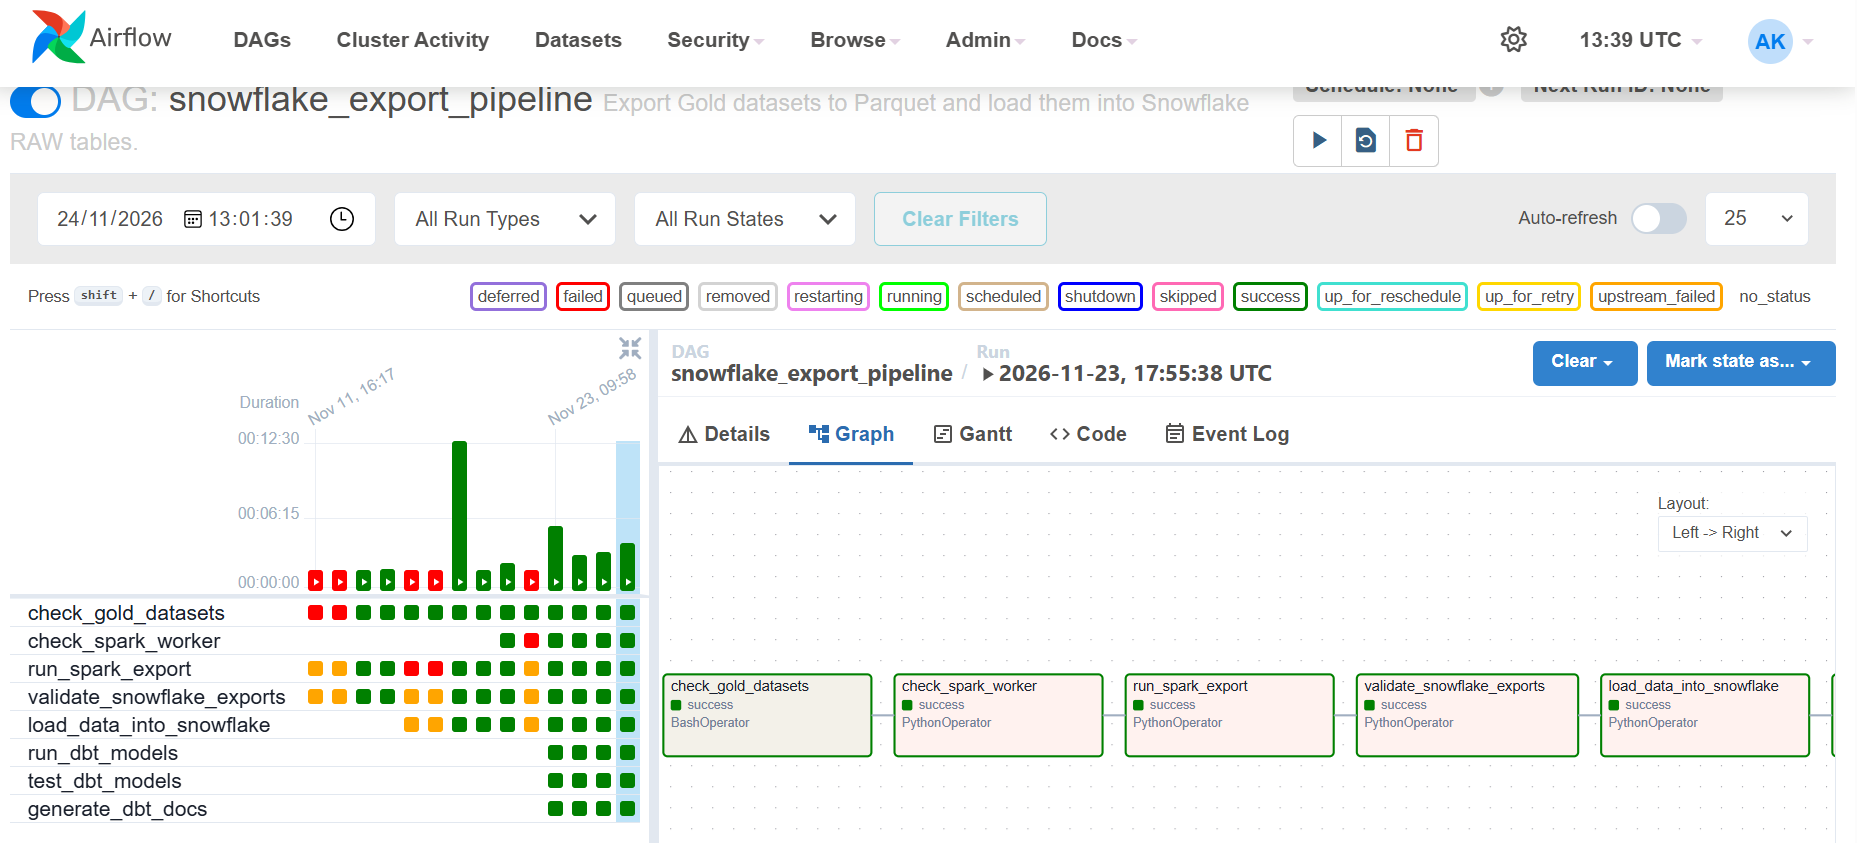 Airflow
DAGs Cluster Activity Datasets Security Browse Admin Docs 13:39 UTC AK
DAG: snowflake_export_pipeline Export Gold datasets to Parquet and load them into Snowflake
RAW tables.
Schedule: None Next Run ID: None
24/11/2026 13:01:39 All Run Types All Run States Clear Filters Auto-refresh 25
Press shift + / for Shortcuts deferred failed queued removed restarting running scheduled shutdown skipped success up_for_reschedule up_for_retry upstream_failed no_status
Duration
Nov 11, 16:17
Nov 23, 09:58
00:12:30
00:06:15
00:00:00
check_gold_datasets
check_spark_worker
run_spark_export
validate_snowflake_exports
load_data_into_snowflake
run_dbt_models
test_dbt_models
generate_dbt_docs
DAG Run
snowflake_export_pipeline / 2026-11-23, 17:55:38 UTC
Clear Mark state as...
Details Graph Gantt Code Event Log
Layout:
Left -> Right
check_gold_datasets
success
BashOperator
check_spark_worker
success
PythonOperator
run_spark_export
success
PythonOperator
validate_snowflake_exports
success
PythonOperator
load_data_into_snowflake
success
PythonOperator